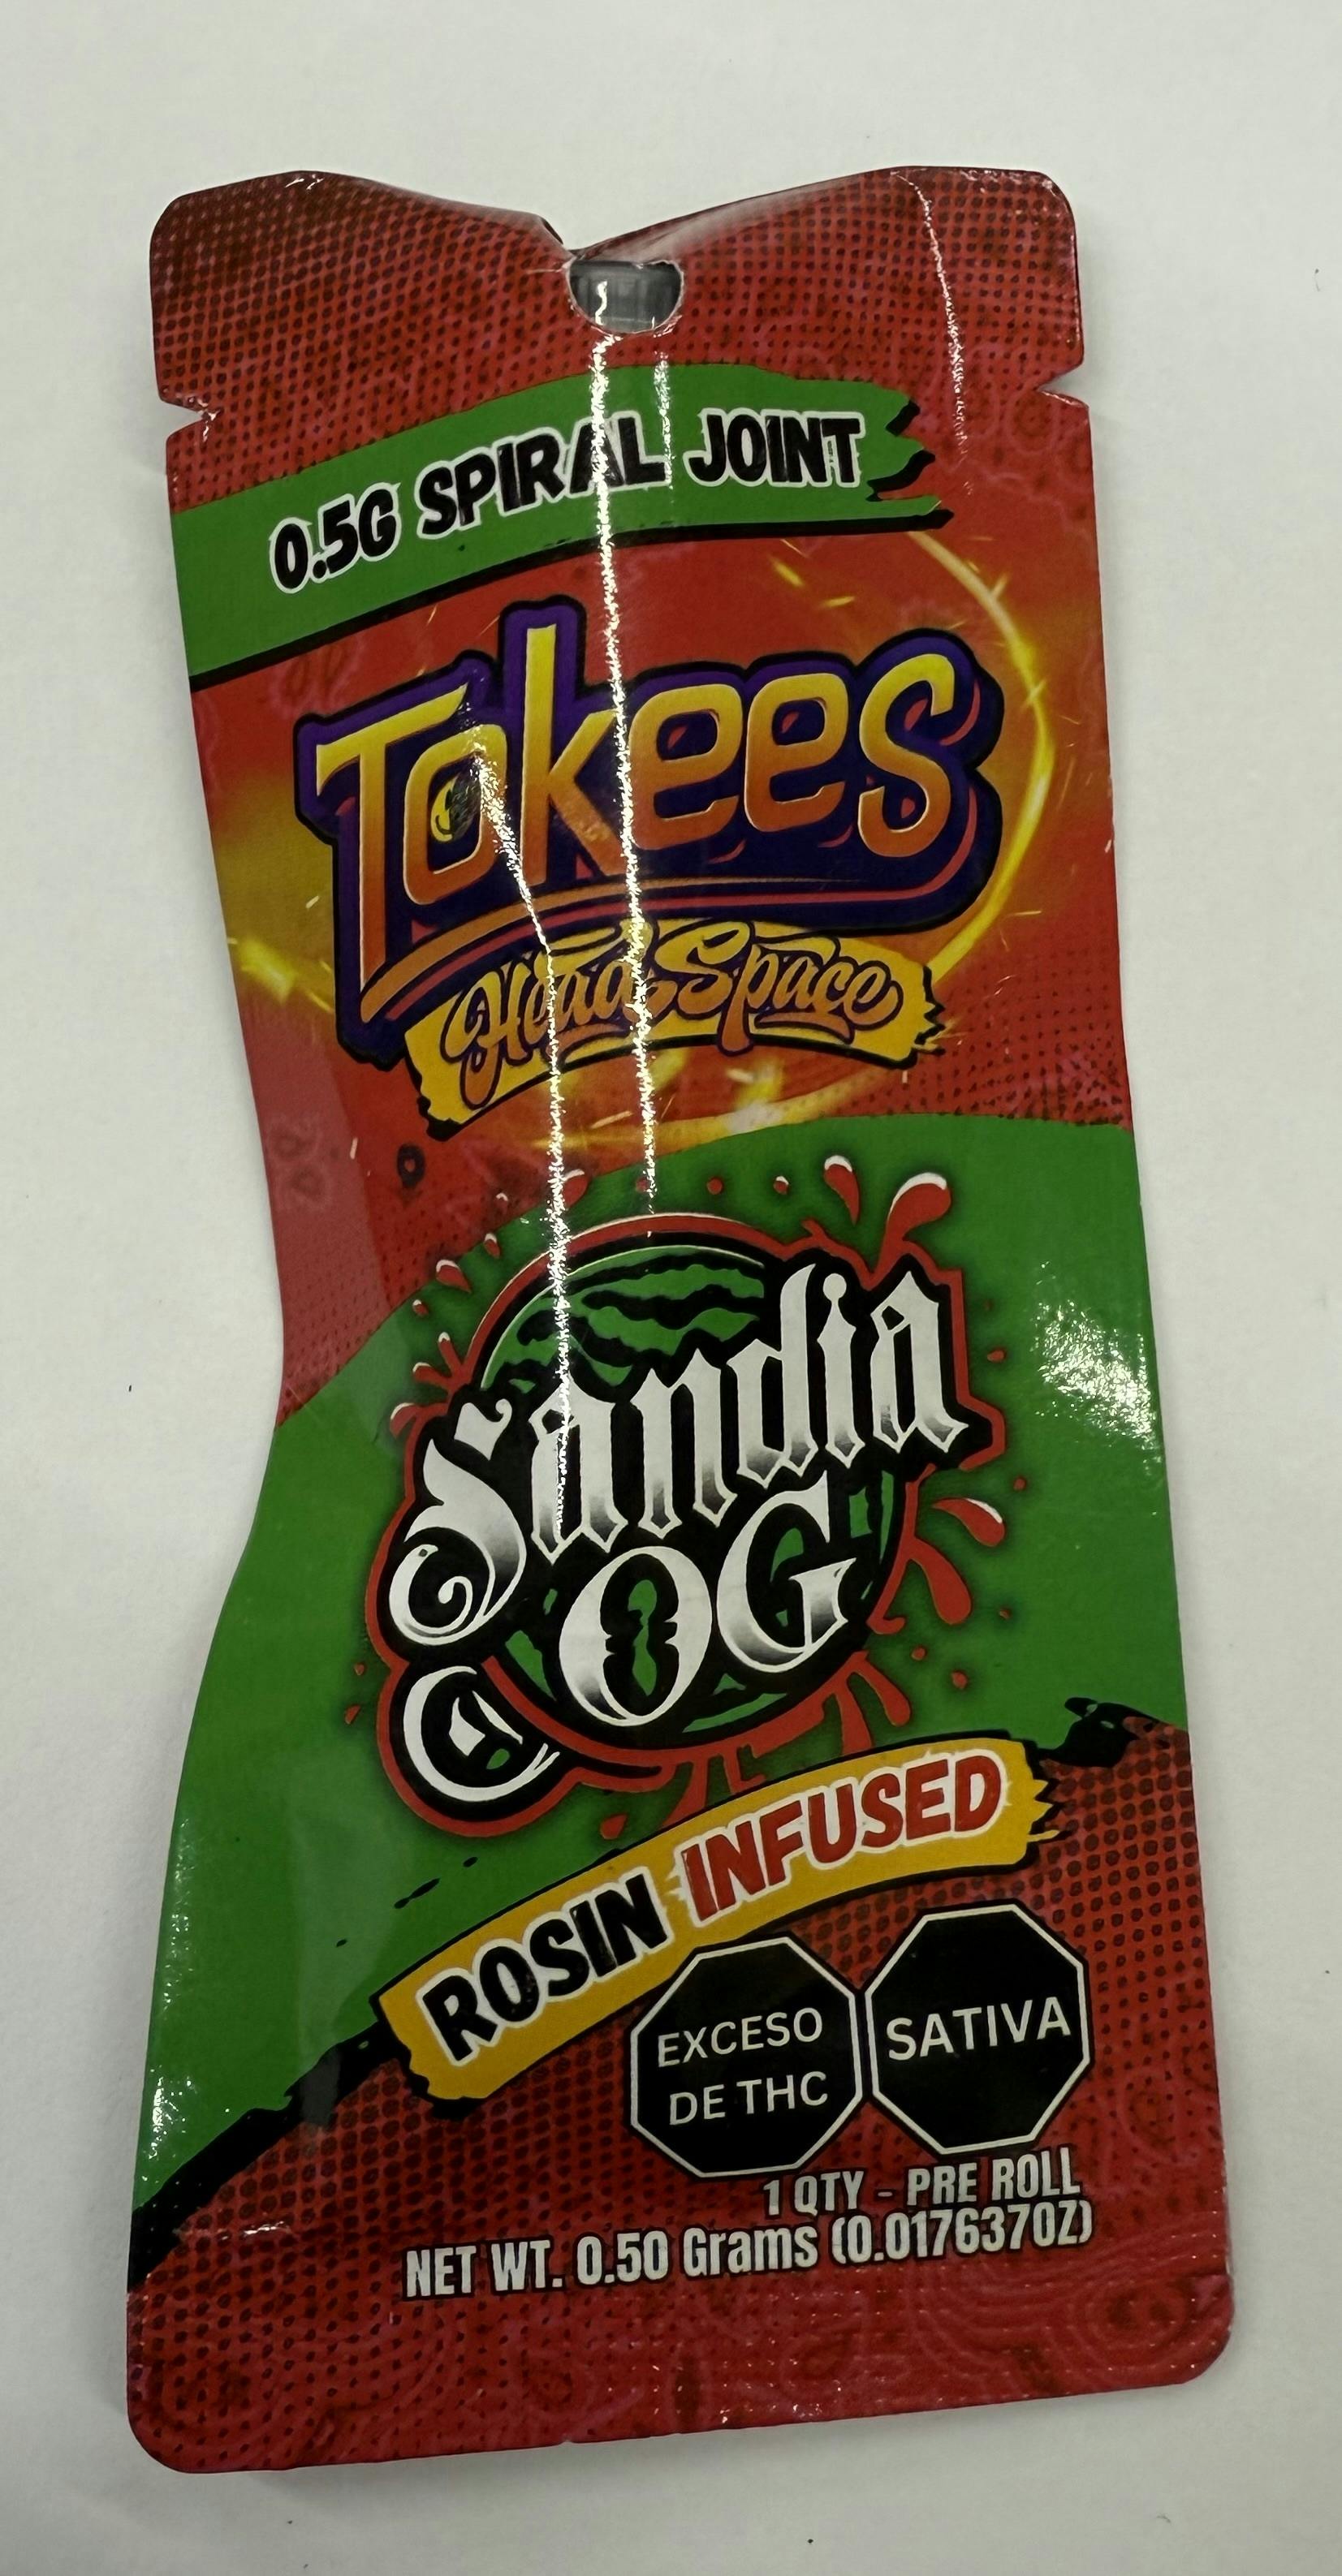 0.5G SPIRAL JOINT
Tokees
HeadSpace
Sandia
OG
ROSIN INFUSED
EXCESO
DE THC
SATIVA
1 QTY - PRE ROLL
NET WT. 0.50 Grams (0.017637OZ)